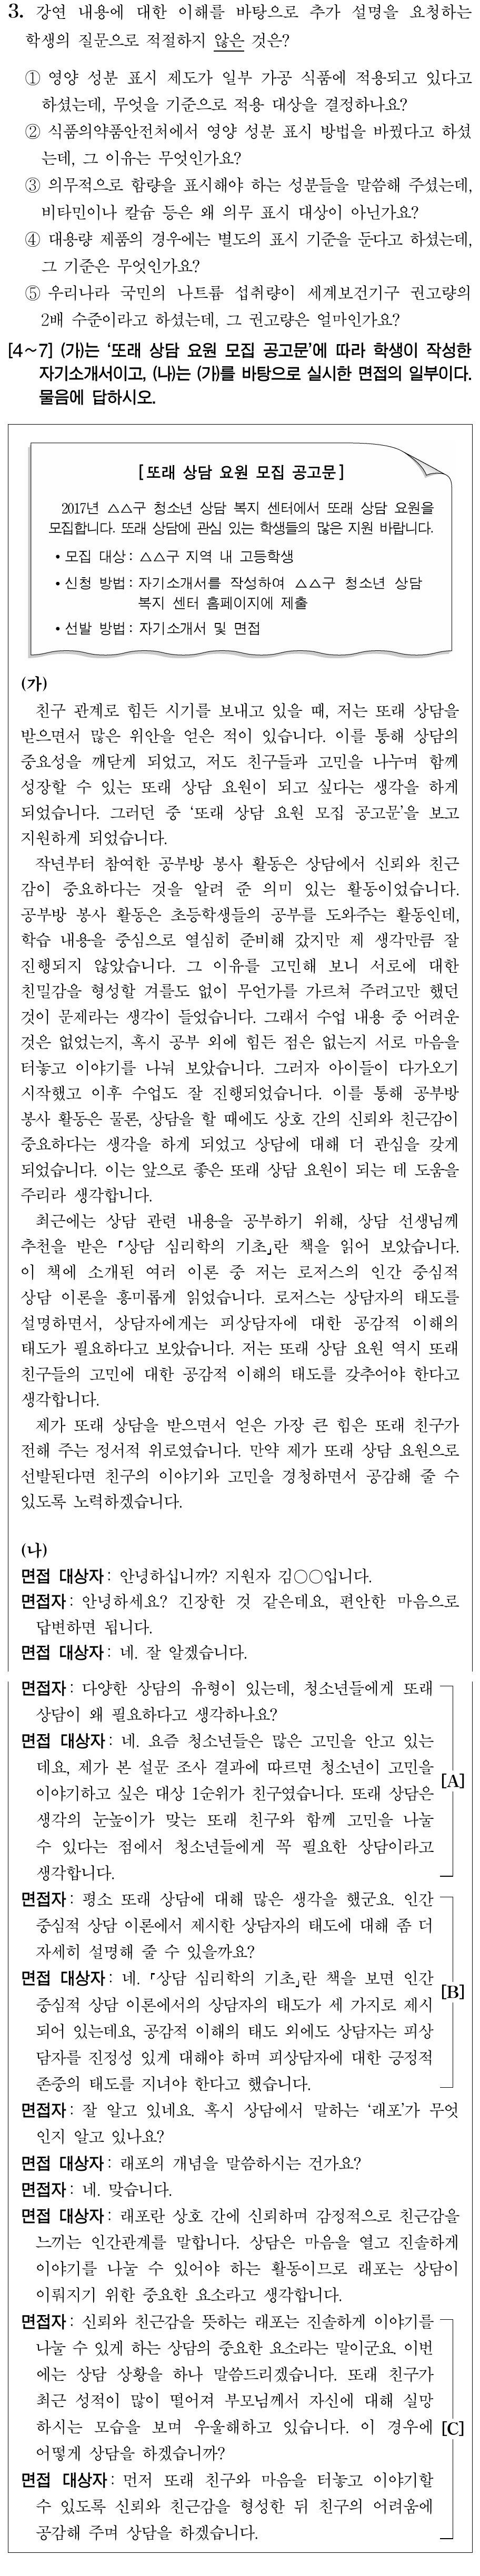 3. 강연 내용에 대한 이해를 바탕으로 추가 설명을 요청하는
학생의 질문으로 적절하지 않은 것은?
① 영양 성분 표시 제도가 일부 가공 식품에 적용되고 있다고
하셨는데, 무엇을 기준으로 적용 대상을 결정하나요?
② 식품의약품안전처에서 영양 성분 표시 방법을 바꿨다고 하셨
는데, 그 이유는 무엇인가요?
③ 의무적으로 함량을 표시해야 하는 성분들을 말씀해 주셨는데,
비타민이나 칼슘 등은 왜 의무 표시 대상이 아닌가요?
④ 대용량 제품의 경우에는 별도의 표시 기준을 둔다고 하셨는데,
그 기준은 무엇인가요?
⑤ 우리나라 국민의 나트륨 섭취량이 세계보건기구 권고량의
2배 수준이라고 하셨는데, 그 권고량은 얼마인가요?
[4～7] (가)는 ‘또래 상담 요원 모집 공고문’에 따라 학생이 작성한
자기소개서이고, (나)는 (가)를 바탕으로 실시한 면접의 일부이다.
물음에 답하시오.
[또래 상담 요원 모집 공고문]
2017년 △△구 청소년 상담 복지 센터에서 또래 상담 요원을
모집합니다. 또래 상담에 관심 있는 학생들의 많은 지원 바랍니다.
• 모집 대상 : △△구 지역 내 고등학생
• 신청 방법 : 자기소개서를 작성하여 △△구 청소년 상담
복지 센터 홈페이지에 제출
• 선발 방법 : 자기소개서 및 면접
(가)
친구 관계로 힘든 시기를 보내고 있을 때, 저는 또래 상담을
받으면서 많은 위안을 얻은 적이 있습니다. 이를 통해 상담의
중요성을 깨닫게 되었고, 저도 친구들과 고민을 나누며 함께
성장할 수 있는 또래 상담 요원이 되고 싶다는 생각을 하게
되었습니다. 그러던 중 ‘또래 상담 요원 모집 공고문’을 보고
지원하게 되었습니다.
작년부터 참여한 공부방 봉사 활동은 상담에서 신뢰와 친근
감이 중요하다는 것을 알려 준 의미 있는 활동이었습니다.
공부방 봉사 활동은 초등학생들의 공부를 도와주는 활동인데,
학습 내용을 중심으로 열심히 준비해 갔지만 제 생각만큼 잘
진행되지 않았습니다. 그 이유를 고민해 보니 서로에 대한
친밀감을 형성할 겨를도 없이 무언가를 가르쳐 주려고만 했던
것이 문제라는 생각이 들었습니다. 그래서 수업 내용 중 어려운
것은 없었는지, 혹시 공부 외에 힘든 점은 없는지 서로 마음을
터놓고 이야기를 나눠 보았습니다. 그러자 아이들이 다가오기
시작했고 이후 수업도 잘 진행되었습니다. 이를 통해 공부방
봉사 활동은 물론, 상담을 할 때에도 상호 간의 신뢰와 친근감이
중요하다는 생각을 하게 되었고 상담에 대해 더 관심을 갖게
되었습니다. 이는 앞으로 좋은 또래 상담 요원이 되는 데 도움을
주리라 생각합니다.
최근에는 상담 관련 내용을 공부하기 위해, 상담 선생님께
추천을 받은 『상담 심리학의 기초』란 책을 읽어 보았습니다.
이 책에 소개된 여러 이론 중 저는 로저스의 인간 중심적
상담 이론을 흥미롭게 읽었습니다. 로저스는 상담자의 태도를
설명하면서, 상담자에게는 피상담자에 대한 공감적 이해의
태도가 필요하다고 보았습니다. 저는 또래 상담 요원 역시 또래
친구들의 고민에 대한 공감적 이해의 태도를 갖추어야 한다고
생각합니다.
제가 또래 상담을 받으면서 얻은 가장 큰 힘은 또래 친구가
전해 주는 정서적 위로였습니다. 만약 제가 또래 상담 요원으로
선발된다면 친구의 이야기와 고민을 경청하면서 공감해 줄 수
있도록 노력하겠습니다.
(나)
면접 대상자 : 안녕하십니까? 지원자 김○○입니다.
면접자 : 안녕하세요? 긴장한 것 같은데요, 편안한 마음으로
답변하면 됩니다.
면접 대상자 : 네. 잘 알겠습니다.
면접자 : 다양한 상담의 유형이 있는데, 청소년들에게 또래
상담이 왜 필요하다고 생각하나요?
면접 대상자 : 네. 요즘 청소년들은 많은 고민을 안고 있는
데요, 제가 본 설문 조사 결과에 따르면 청소년이 고민을
이야기하고 싶은 대상 1순위가 친구였습니다. 또래 상담은
[A]
생각의 눈높이가 맞는 또래 친구와 함께 고민을 나눌
수 있다는 점에서 청소년들에게 꼭 필요한 상담이라고
생각합니다.
면접자 : 평소 또래 상담에 대해 많은 생각을 했군요. 인간
중심적 상담 이론에서 제시한 상담자의 태도에 대해 좀 더
자세히 설명해 줄 수 있을까요?
면접 대상자 : 네. 『상담 심리학의 기초』란 책을 보면 인간
[B]
중심적 상담 이론에서의 상담자의 태도가 세 가지로 제시
되어 있는데요, 공감적 이해의 태도 외에도 상담자는 피상
담자를 진정성 있게 대해야 하며 피상담자에 대한 긍정적
존중의 태도를 지녀야 한다고 했습니다.
면접자 : 잘 알고 있네요. 혹시 상담에서 말하는 ‘래포’가 무엇
인지 알고 있나요?
면접 대상자 : 래포의 개념을 말씀하시는 건가요?
면접자 : 네. 맞습니다.
면접 대상자 : 래포란 상호 간에 신뢰하며 감정적으로 친근감을
느끼는 인간관계를 말합니다. 상담은 마음을 열고 진솔하게
이야기를 나눌 수 있어야 하는 활동이므로 래포는 상담이
이뤄지기 위한 중요한 요소라고 생각합니다.
면접자 : 신뢰와 친근감을 뜻하는 래포는 진솔하게 이야기를
나눌 수 있게 하는 상담의 중요한 요소라는 말이군요. 이번
에는 상담 상황을 하나 말씀드리겠습니다. 또래 친구가
최근 성적이 많이 떨어져 부모님께서 자신에 대해 실망
하시는 모습을 보며 우울해하고 있습니다. 이 경우에
[C]
어떻게 상담을 하겠습니까?
면접 대상자 : 먼저 또래 친구와 마음을 터놓고 이야기할
수 있도록 신뢰와 친근감을 형성한 뒤 친구의 어려움에
공감해 주며 상담을 하겠습니다.